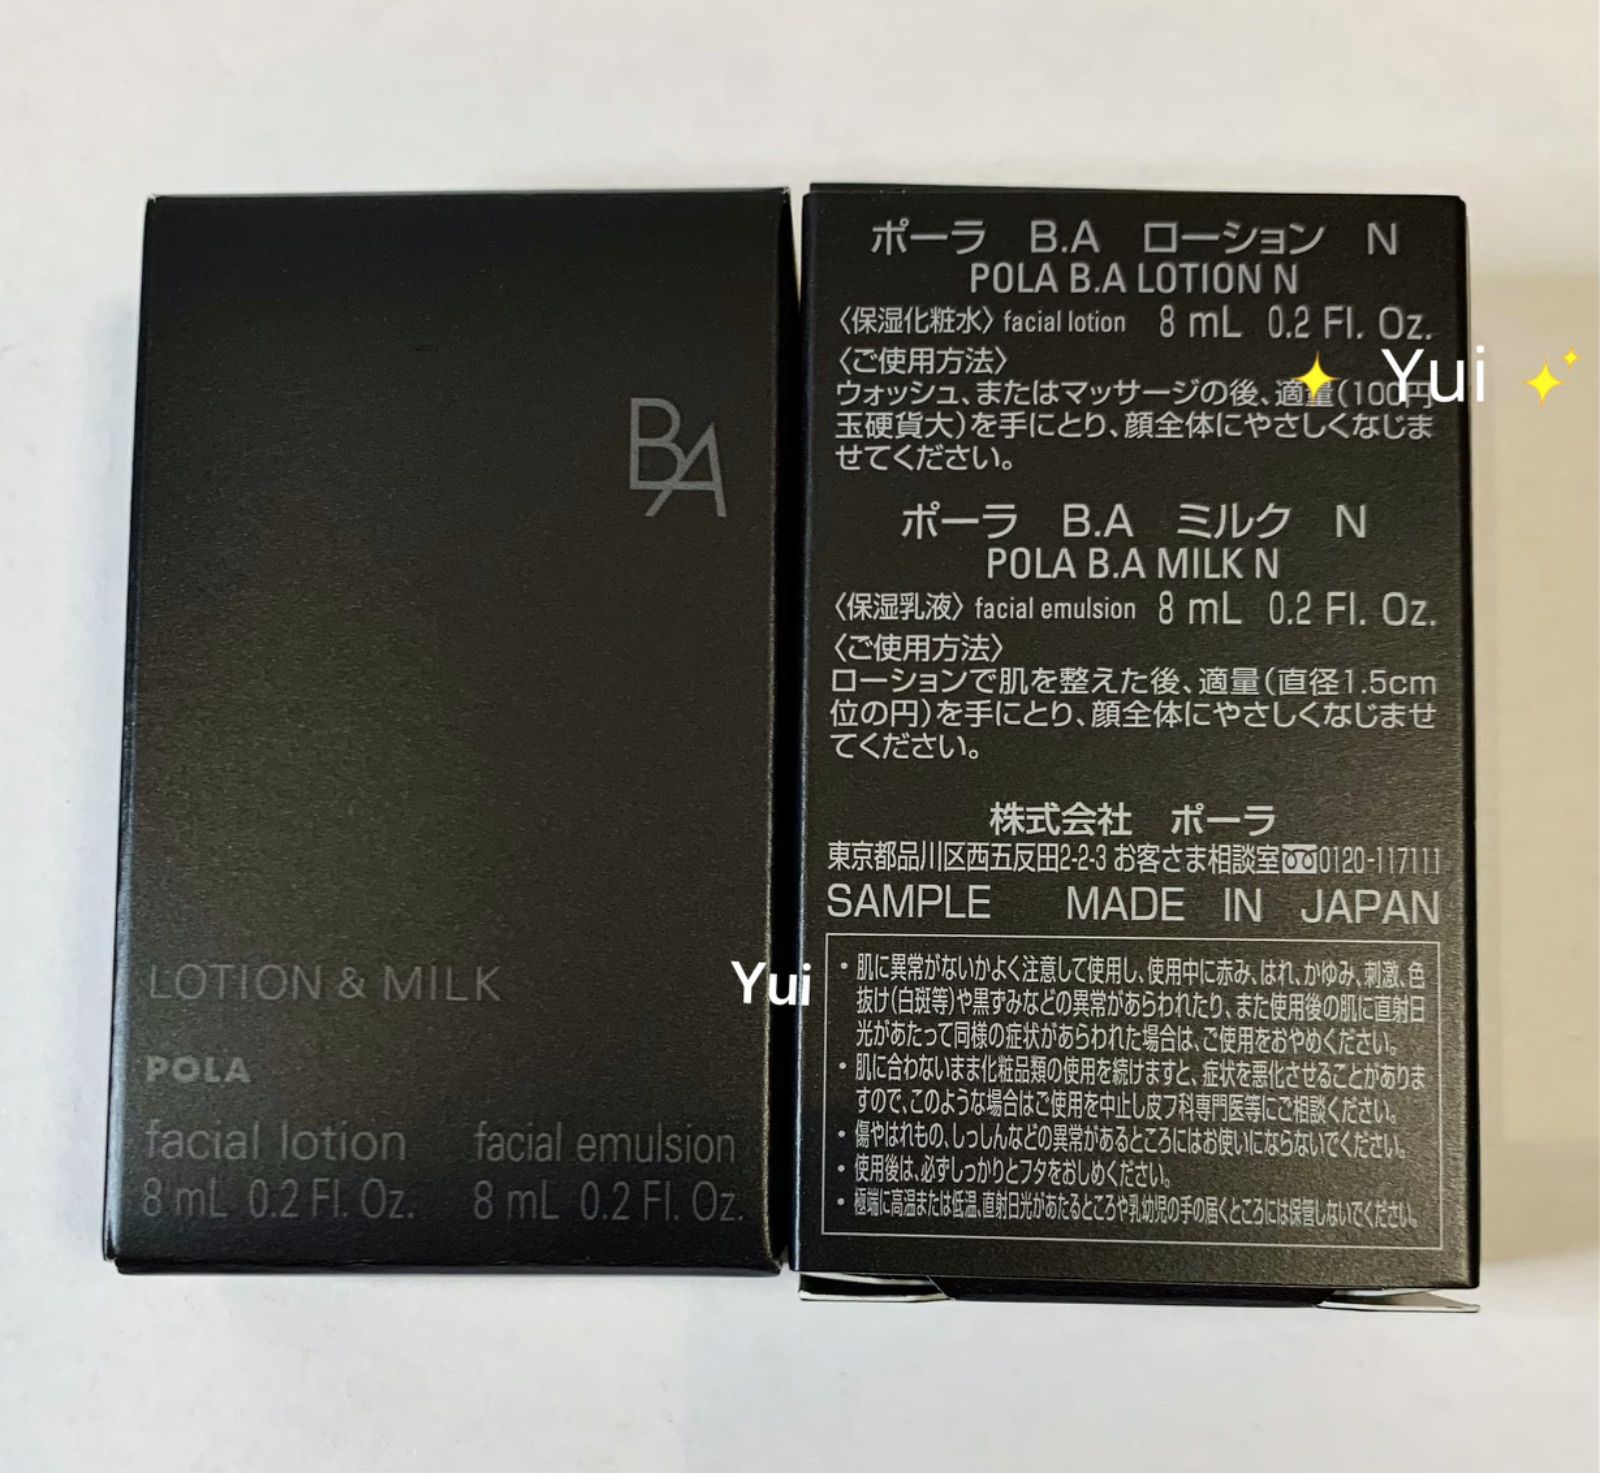 BA
LOTION & MILK
POLA
facial lotion facial emulsion
8 mL 0.2 Fl. Oz. 8 mL 0.2 Fl. Oz.
Yui
ポーラ B.A ローション N
POLA B.A LOTION N
〈保湿化粧水〉 facial lotion 8 mL 0.2 Fl. Oz.
〈ご使用方法〉
Yui
ウォッシュ、またはマッサージの後、適量(100円
玉硬貨大)を手にとり、顔全体にやさしくなじま
せてください。
ポーラ B.A ミルク N
POLA B.A MILK N
〈保湿乳液〉 facial emulsion 8 mL 0.2 Fl. Oz.
〈ご使用方法〉
ローションで肌を整えた後、適量(直径1.5cm
位の円)を手にとり、顔全体にやさしくなじませ
てください。
株式会社 ポーラ
東京都品川区西五反田2-2-3 お客さま相談室 0120-117111
SAMPLE MADE IN JAPAN
・肌に異常がないかよく注意して使用し、使用中に赤み、はれ、かゆみ、刺激、色
抜け(白斑等)や黒ずみなどの異常があらわれたり、また使用後の肌に直射日
光があたって同様の症状があらわれた場合は、ご使用をおやめください。
・肌に合わないまま化粧品類の使用を続けますと、症状を悪化させることがありま
すので、このような場合はご使用を中止し皮フ科専門医等にご相談ください。
・傷やはれもの、しっしんなどの異常があるところにはお使いにならないでください。
・使用後は、必ずしっかりとフタをおしめください。
・極端に高温または低温、直射日光があたるところや乳幼児の手の届くところには保管しないでください。